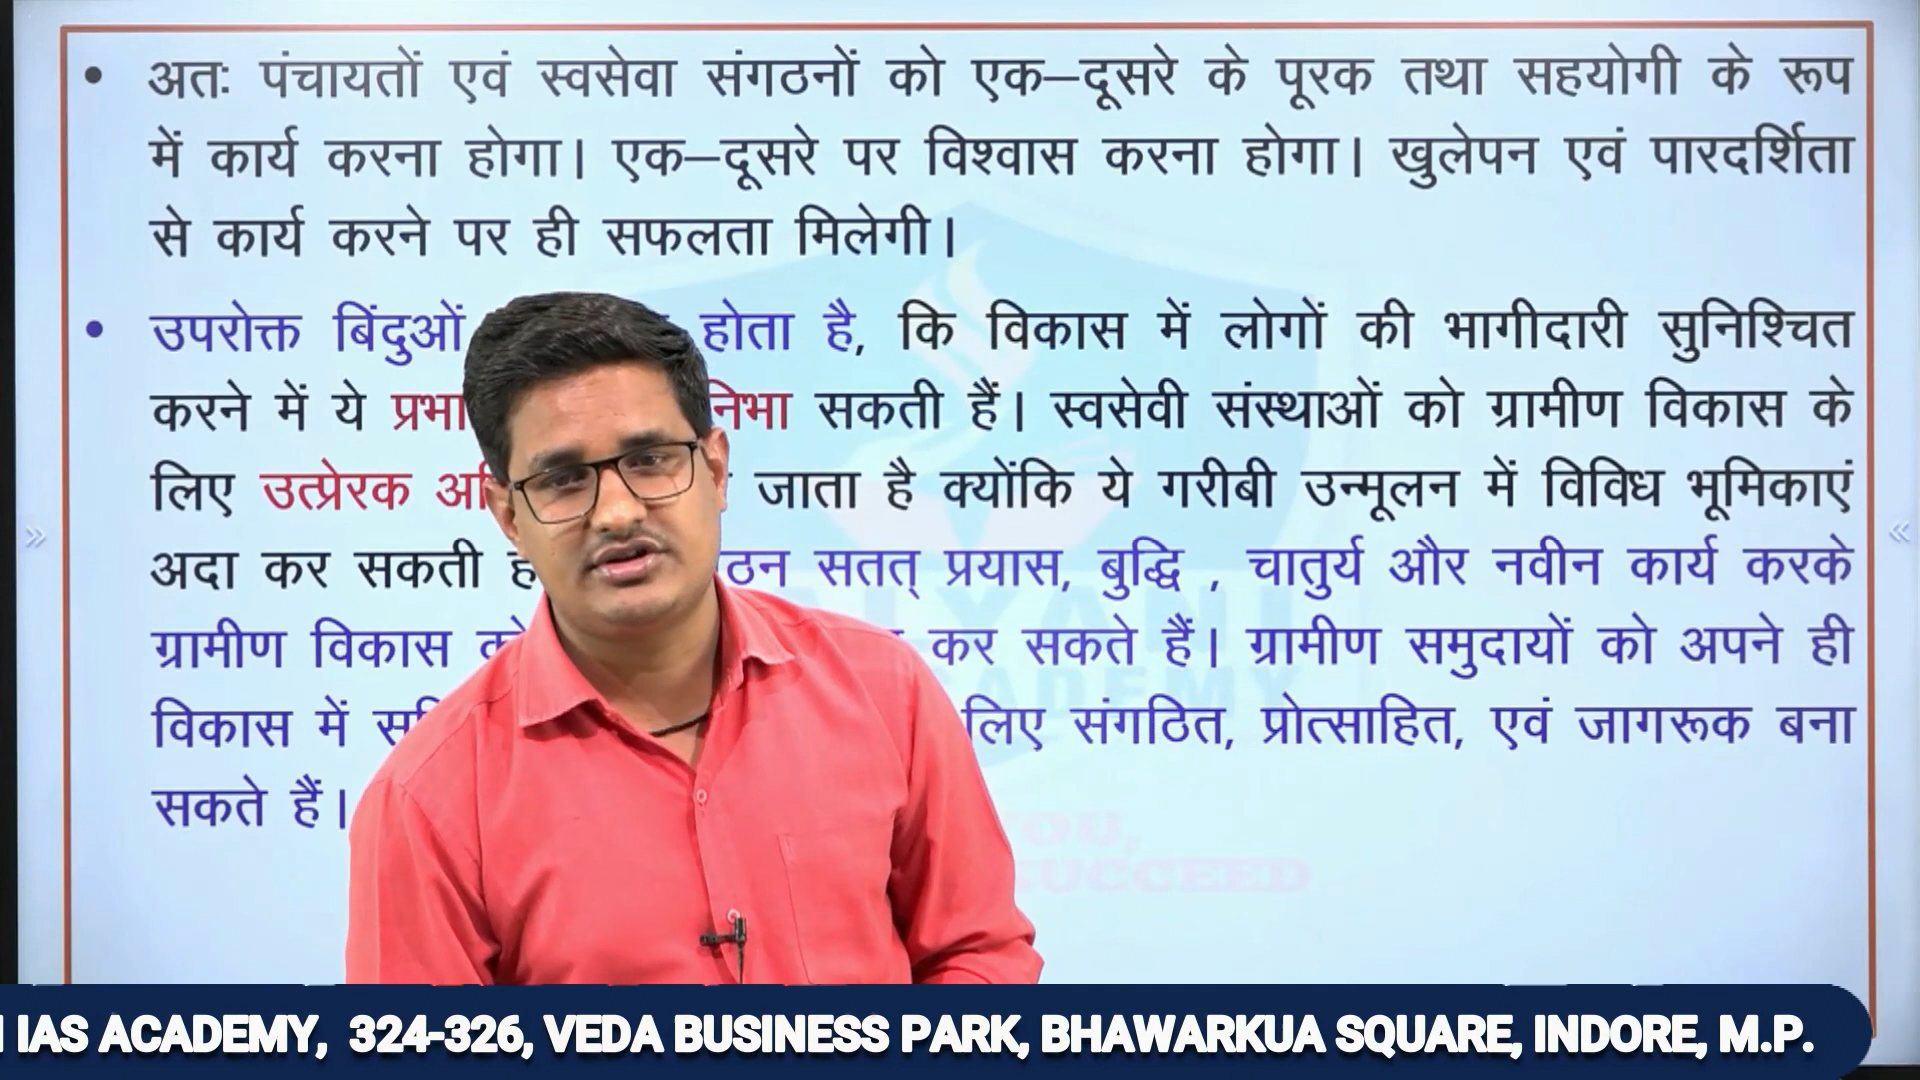 • अतः पंचायतों एवं स्वसेवा संगठनों को एक–दूसरे के पूरक तथा सहयोगी के रूप
में कार्य करना होगा। एक–दूसरे पर विश्वास करना होगा। खुलेपन एवं पारदर्शिता
से कार्य करने पर ही सफलता मिलेगी।
• उपरोक्त बिंदुओं होता है, कि विकास में लोगों की भागीदारी सुनिश्चित
करने में ये निभा सकती हैं। स्वसेवी संस्थाओं को ग्रामीण विकास के
लिए उत्प्रेरक जाता है क्योंकि ये गरीबी उन्मूलन में विविध भूमिकाएं
अदा कर सकती सतत् प्रयास, बुद्धि , चातुर्य और नवीन कार्य करके
ग्रामीण विकास कर सकते हैं। ग्रामीण समुदायों को अपने ही
विकास में लिए संगठित, प्रोत्साहित, एवं जागरूक बना
सकते हैं।
YOU,
SUCCEED
IAS ACADEMY, 324-326, VEDA BUSINESS PARK, BHAWARKUA SQUARE, INDORE, M.P.